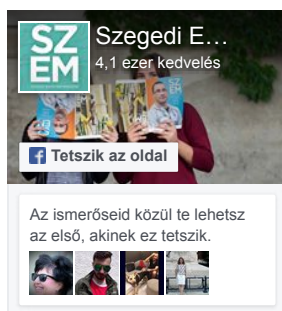 SZ
EM
Szegedi E…
4,1 ezer kedvelés
Tetszik az oldal
Az ismerőseid közül te lehetsz
az első, akinek ez tetszik.